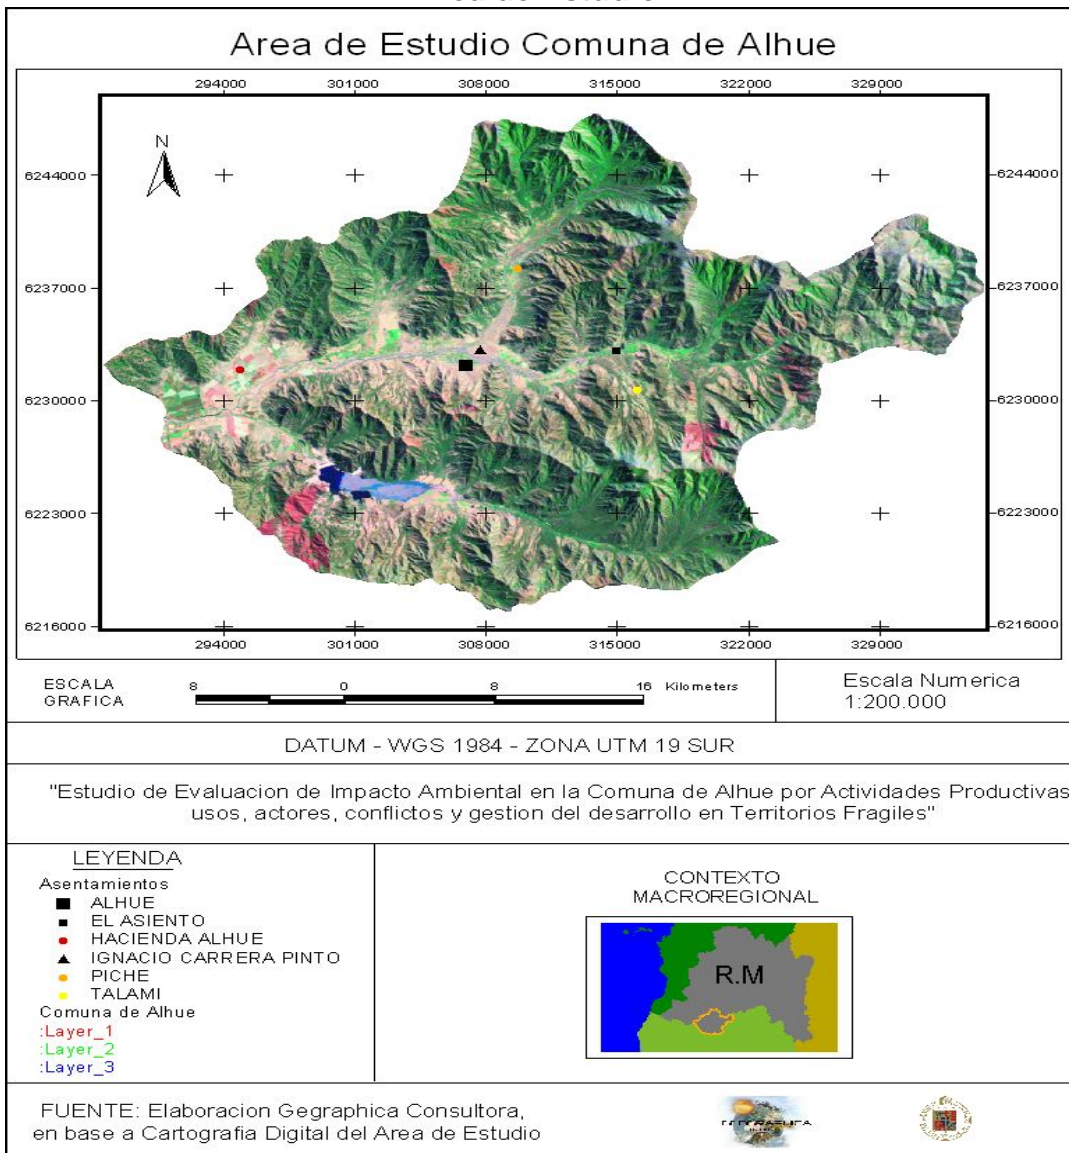 Area de Estudio Comuna de Alhue
294000 301000 308000 315000 322000 329000
N
6244000 6244000
6237000 6237000
6230000 6230000
6223000 6223000
6216000 6216000
294000 301000 308000 315000 322000 329000
ESCALA GRAFICA
8 0 8 16 Kilometers
Escala Numerica
1:200.000
DATUM - WGS 1984 - ZONA UTM 19 SUR
"Estudio de Evaluacion de Impacto Ambiental en la Comuna de Alhue por Actividades Productivas
usos, actores, conflictos y gestion del desarrollo en Territorios Fragiles"
LEYENDA
Asentamientos
ALHUE
EL ASIENTO
HACIENDA ALHUE
IGNACIO CARRERA PINTO
PICHE
TALAMI
Comuna de Alhue
:Layer_1
:Layer_2
:Layer_3
CONTEXTO
MACROREGIONAL
R.M
FUENTE: Elaboracion Gegraphica Consultora,
en base a Cartografia Digital del Area de Estudio